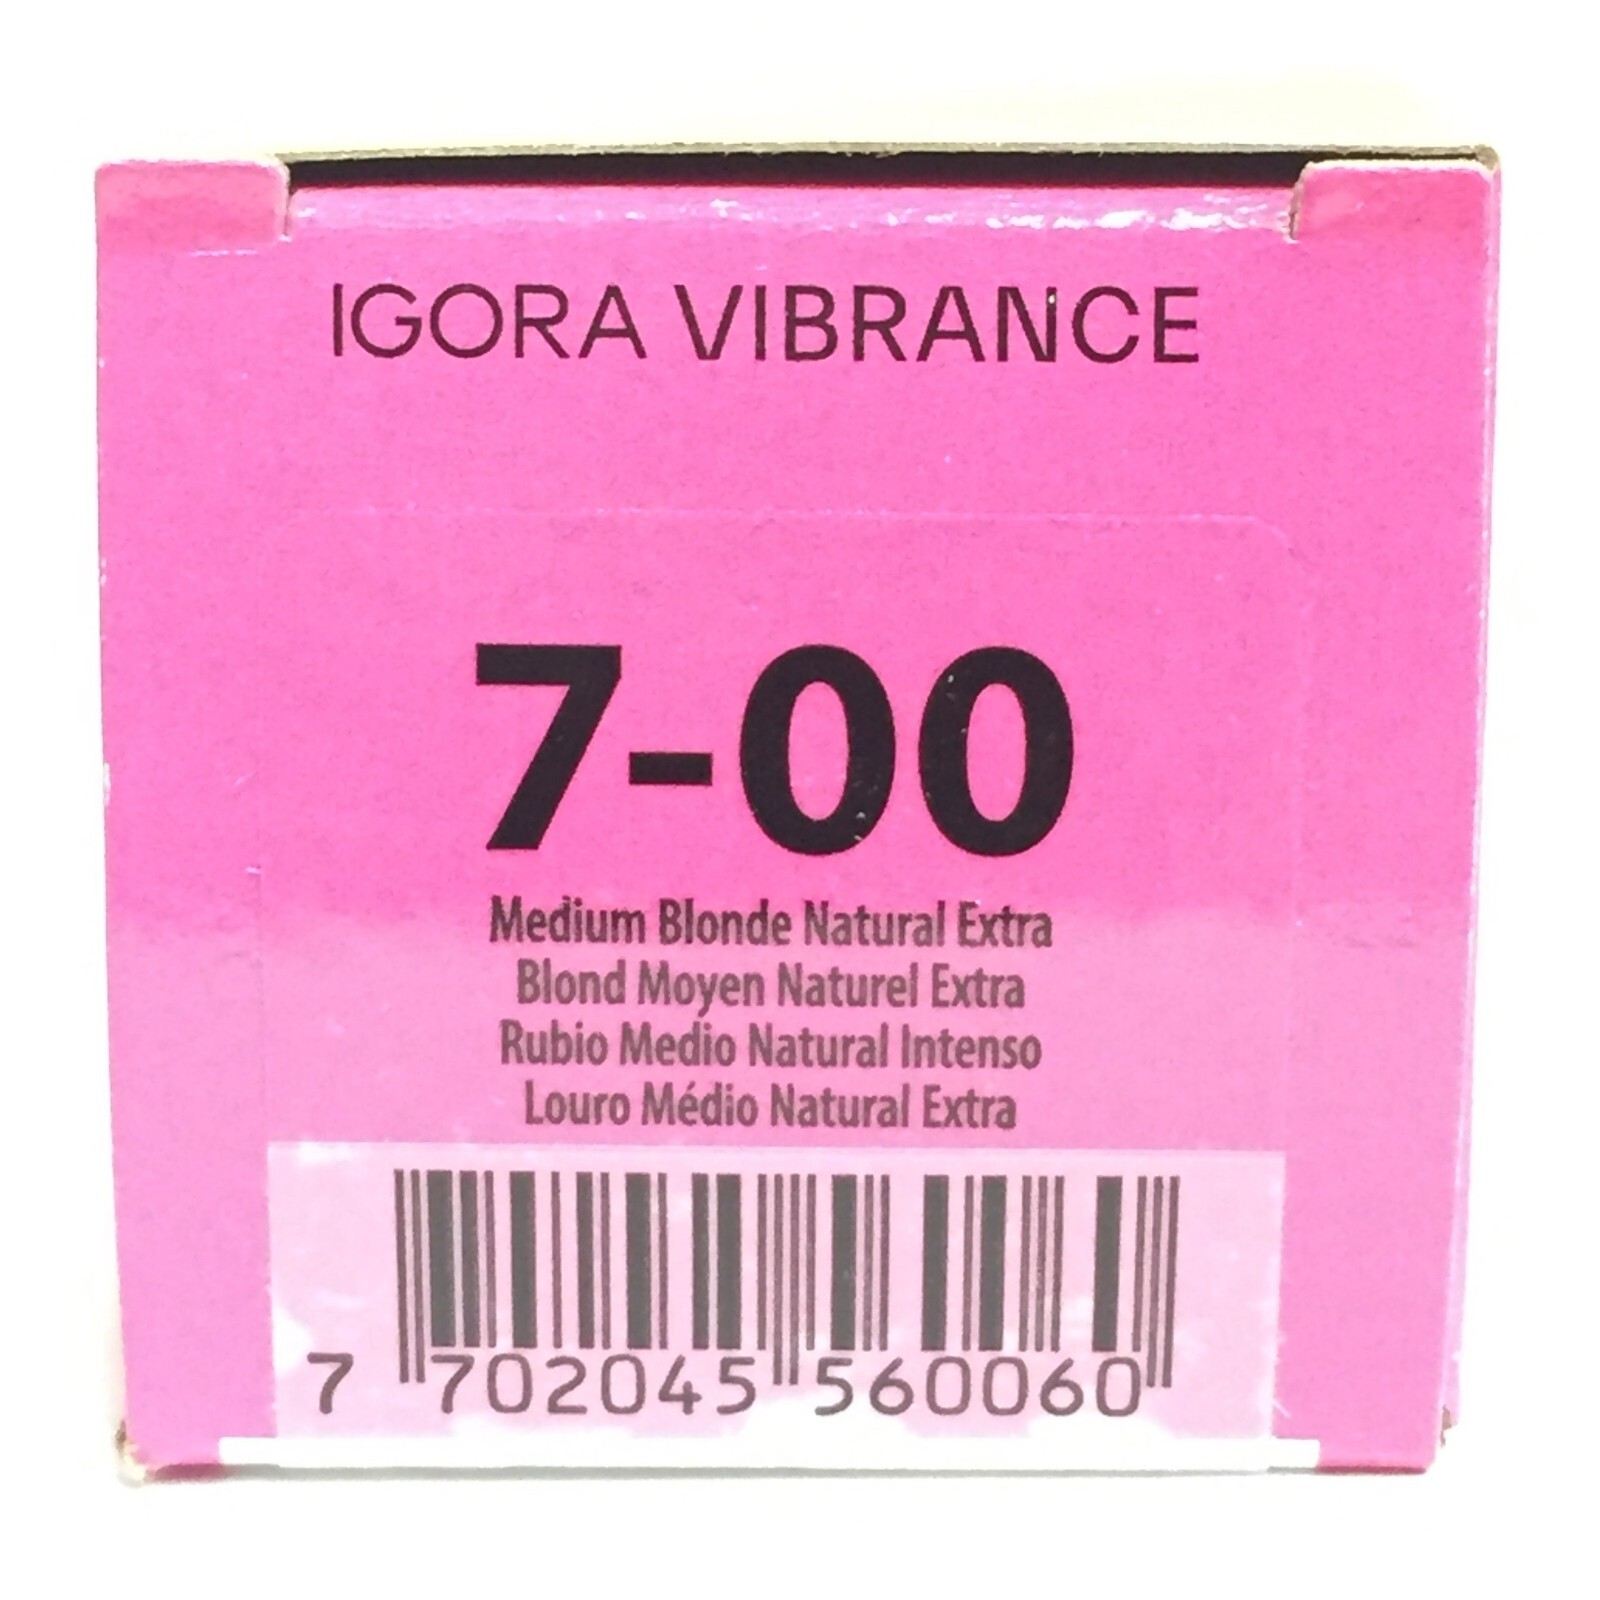 IGORA VIBRANCE
7-00
Medium Blonde Natural Extra
Blond Moyen Naturel Extra
Rubio Medio Natural Intenso
Louro Médio Natural Extra
7 702045 560060